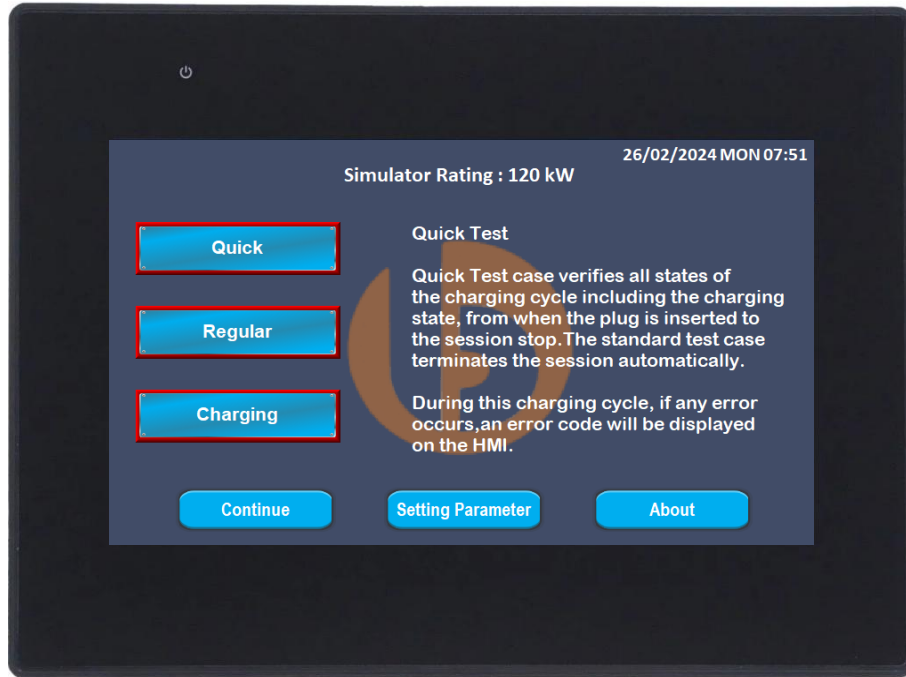 26/02/2024 MON 07:51
Simulator Rating : 120 kW
Quick
Regular
Charging
Quick Test
Quick Test case verifies all states of
the charging cycle including the charging
state, from when the plug is inserted to
the session stop.The standard test case
terminates the session automatically.
During this charging cycle, if any error
occurs,an error code will be displayed
on the HMI.
Continue
Setting Parameter
About